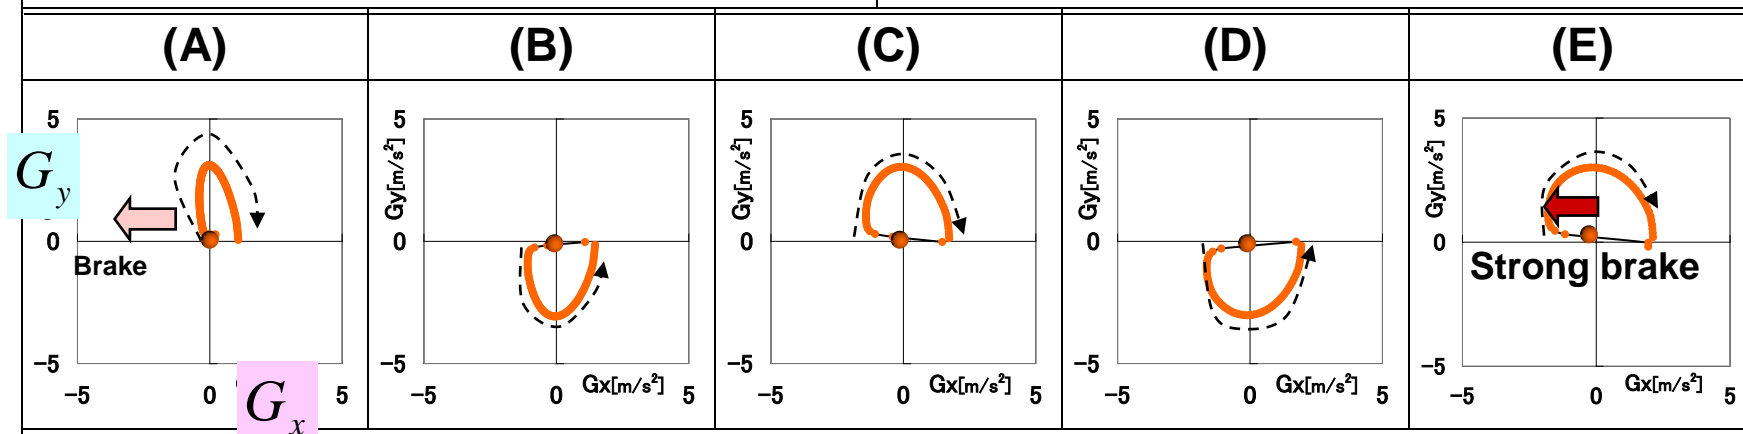 (A) (B) (C) (D) (E)
5 5 5 5 5
Gy Gy[m/s²] Gy[m/s²] Gy[m/s²] Gy[m/s²]
0 0 0 0 0
Brake Strong brake
−5 −5 −5 −5 −5
Gx Gx[m/s²] Gx[m/s²] Gx[m/s²] Gx[m/s²]
−5 0 5 −5 0 5 −5 0 5 −5 0 5 −5 0 5